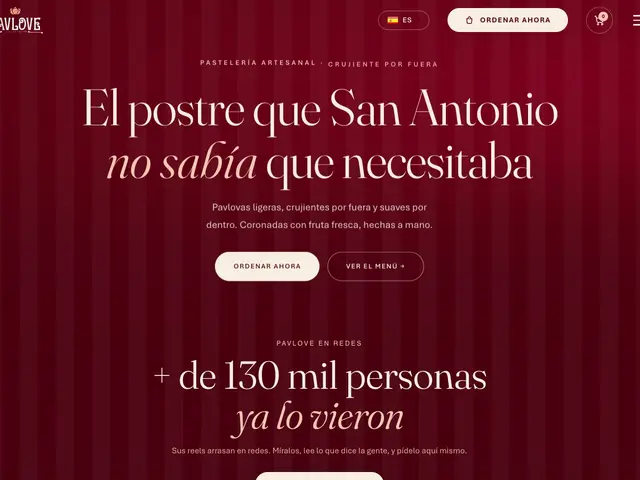 AVLOVE
ES
ORDENAR AHORA
0
PASTELERÍA ARTESANAL · CRUJIENTE POR FUERA
El postre que San Antonio
no sabía que necesitaba
Pavlovas ligeras, crujientes por fuera y suaves por
dentro. Coronadas con fruta fresca, hechas a mano.
ORDENAR AHORA
VER EL MENÚ →
PAVLOVE EN REDES
+ de 130 mil personas
ya lo vieron
Sus reels arrasan en redes. Míralos, lee lo que dice la gente, y pídelo aquí mismo.